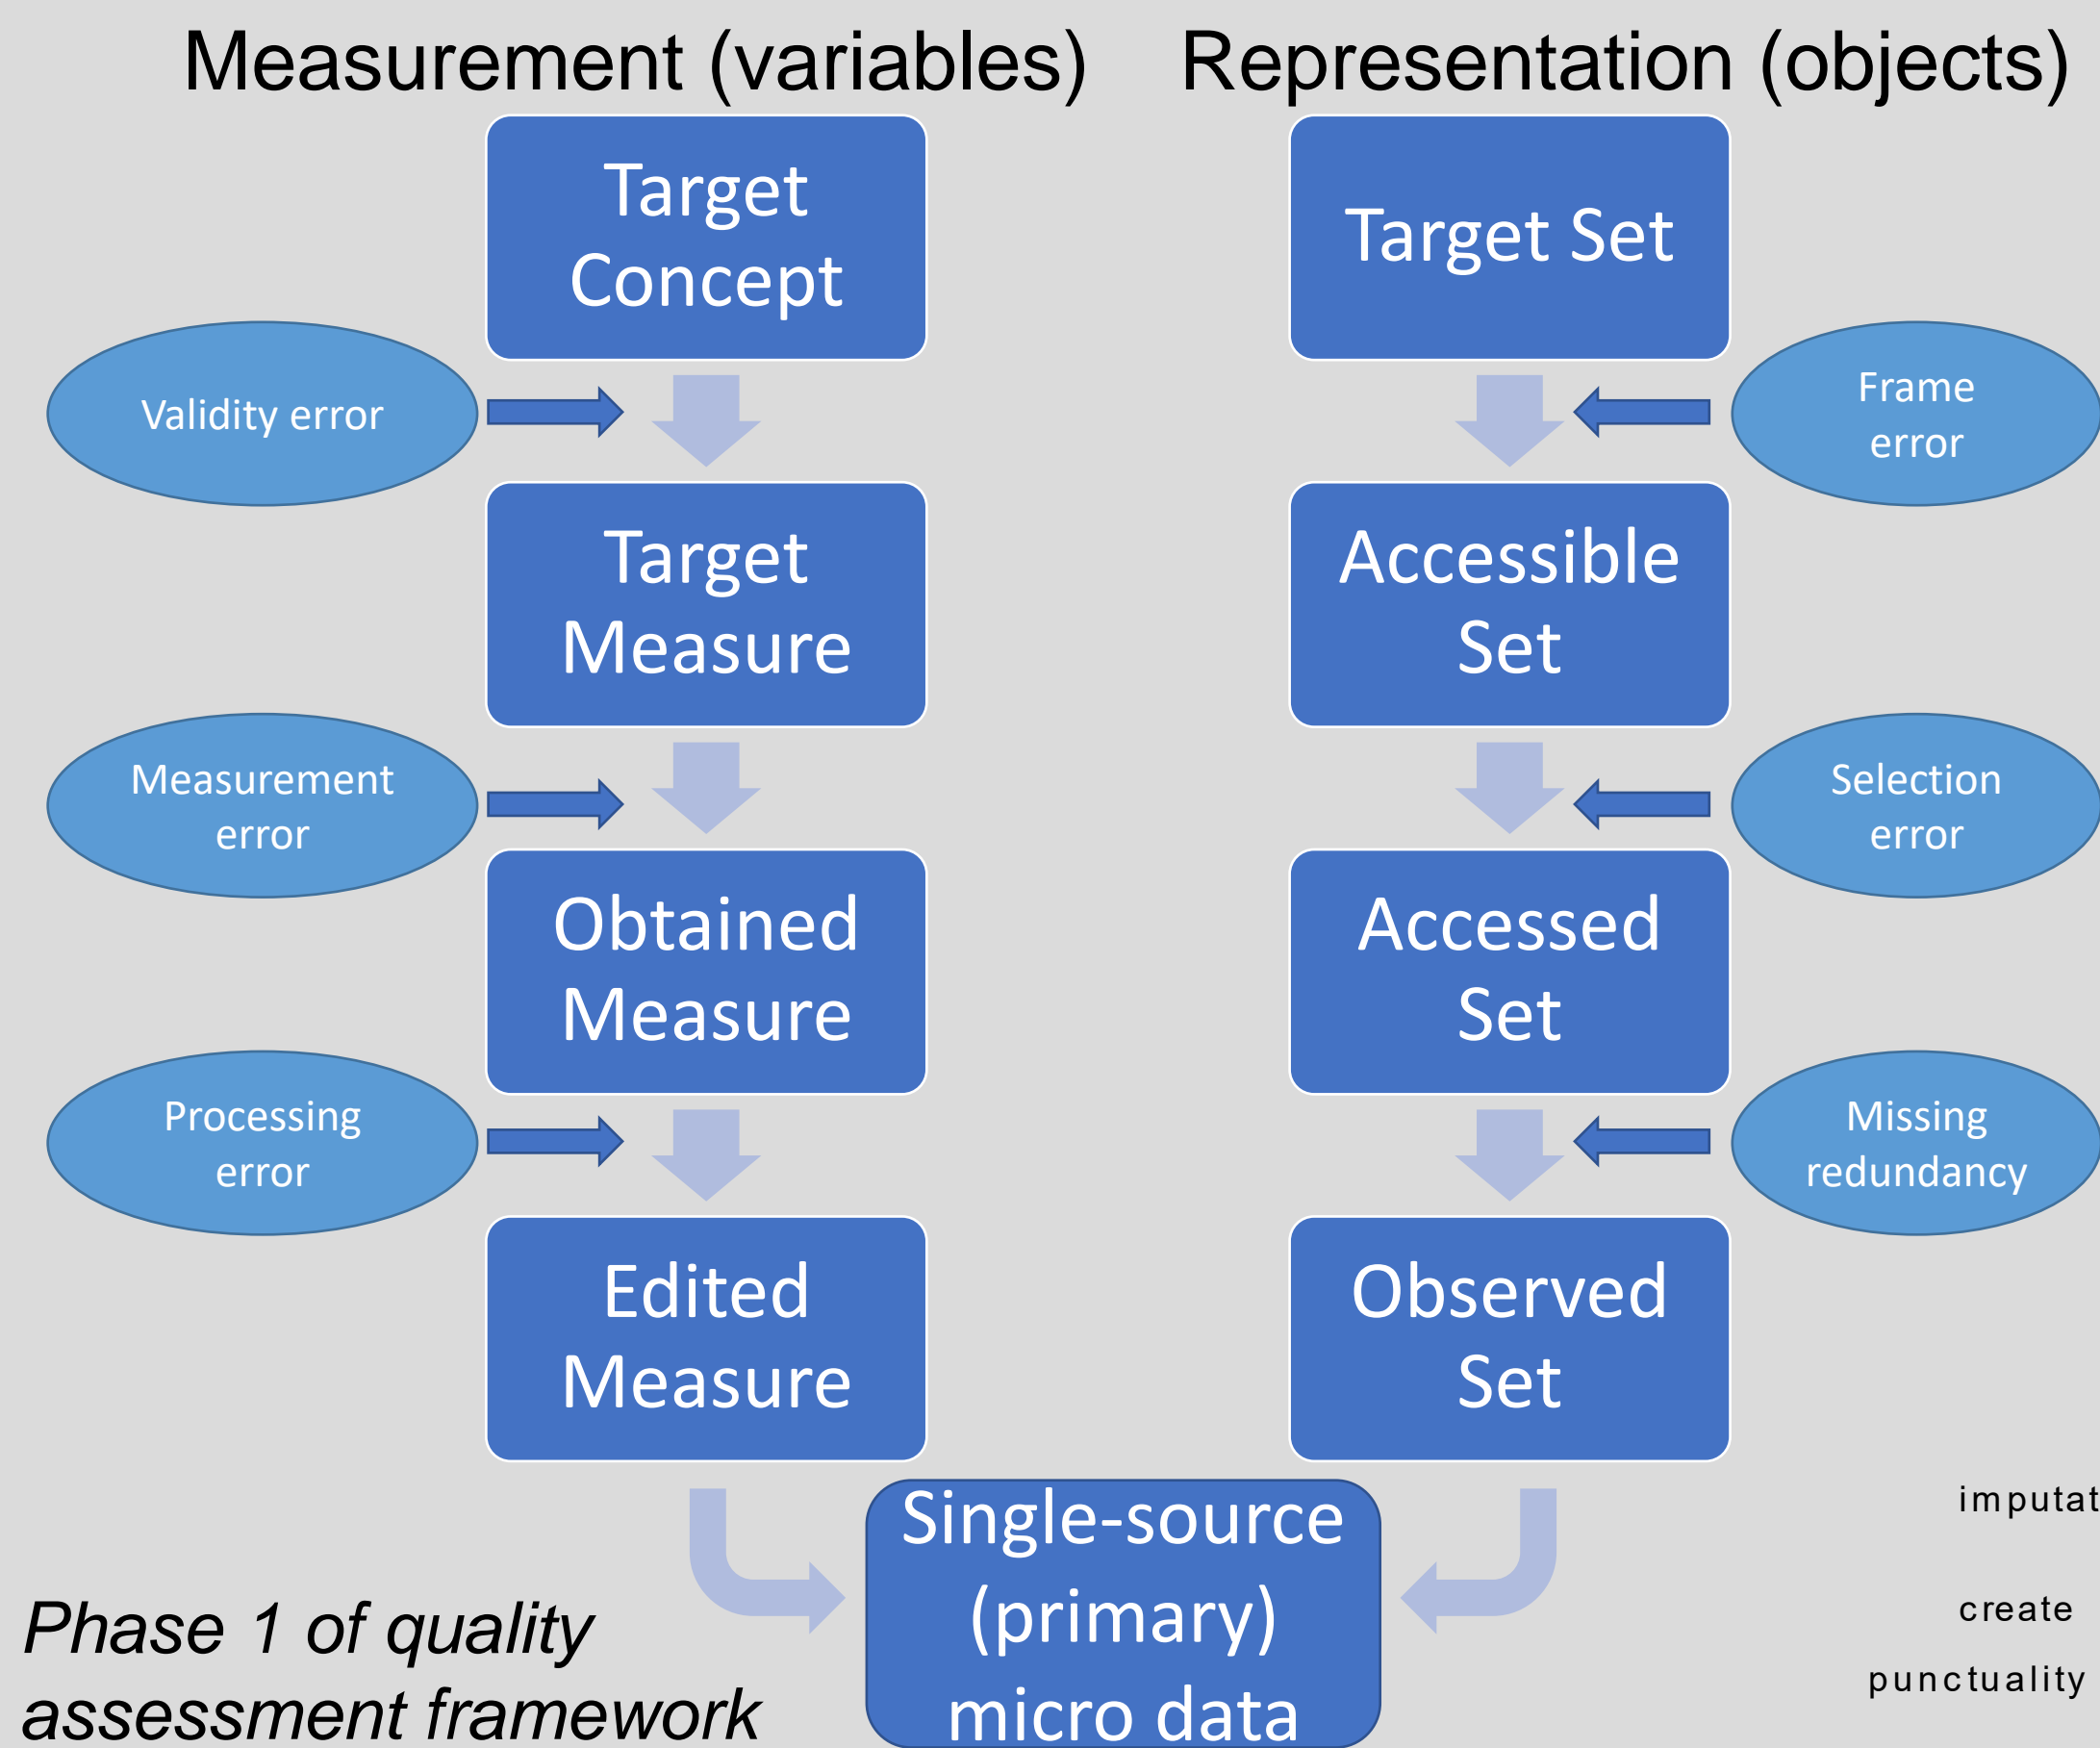 Measurement (variables)
Representation (objects)
Target
Concept
Target Set
Validity error
Frame
error
Target
Measure
Accessible
Set
Measurement
error
Selection
error
Obtained
Measure
Accessed
Set
Processing
error
Missing
redundancy
Edited
Measure
Observed
Set
Single-source
(primary)
micro data
Phase 1 of quality
assessment framework
imputat
create
punctuality